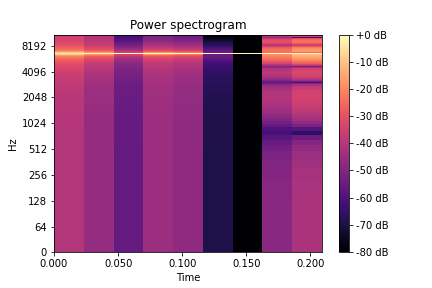 Power spectrogram
8192
4096
2048
1024
512
256
128
64
0
Hz
0.000 0.050 0.100 0.150 0.200
Time
+0 dB
-10 dB
-20 dB
-30 dB
-40 dB
-50 dB
-60 dB
-70 dB
-80 dB